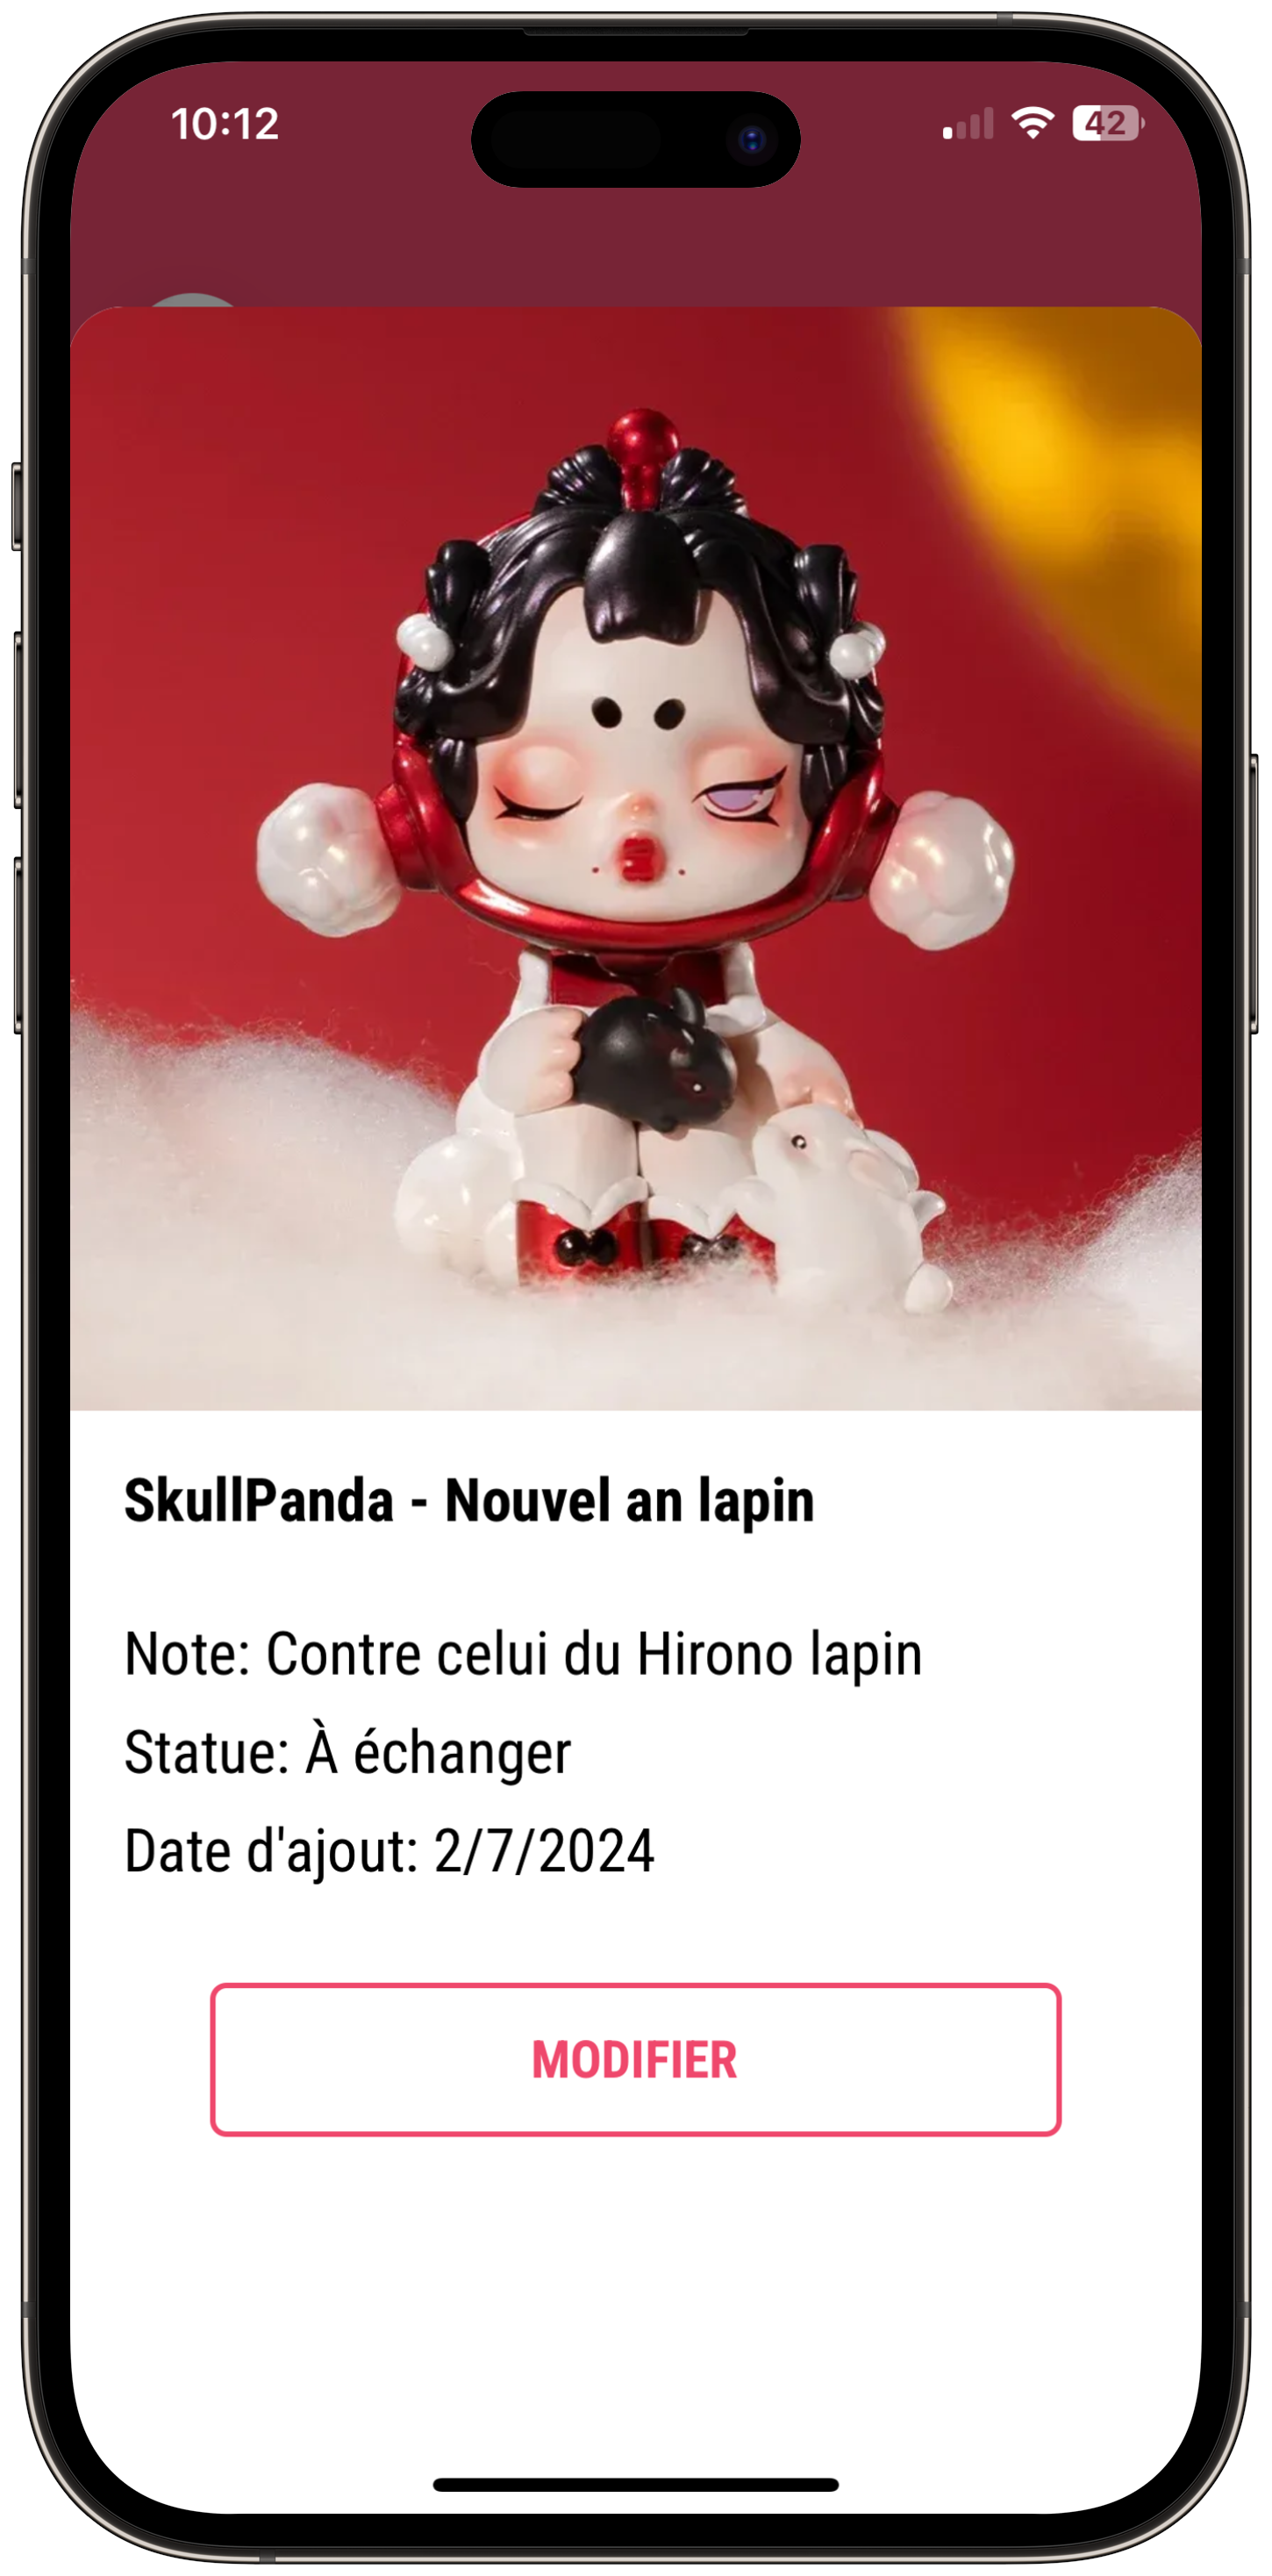 10:12
42
SkullPanda - Nouvel an lapin
Note: Contre celui du Hirono lapin
Statue: À échanger
Date d'ajout: 2/7/2024
MODIFIER